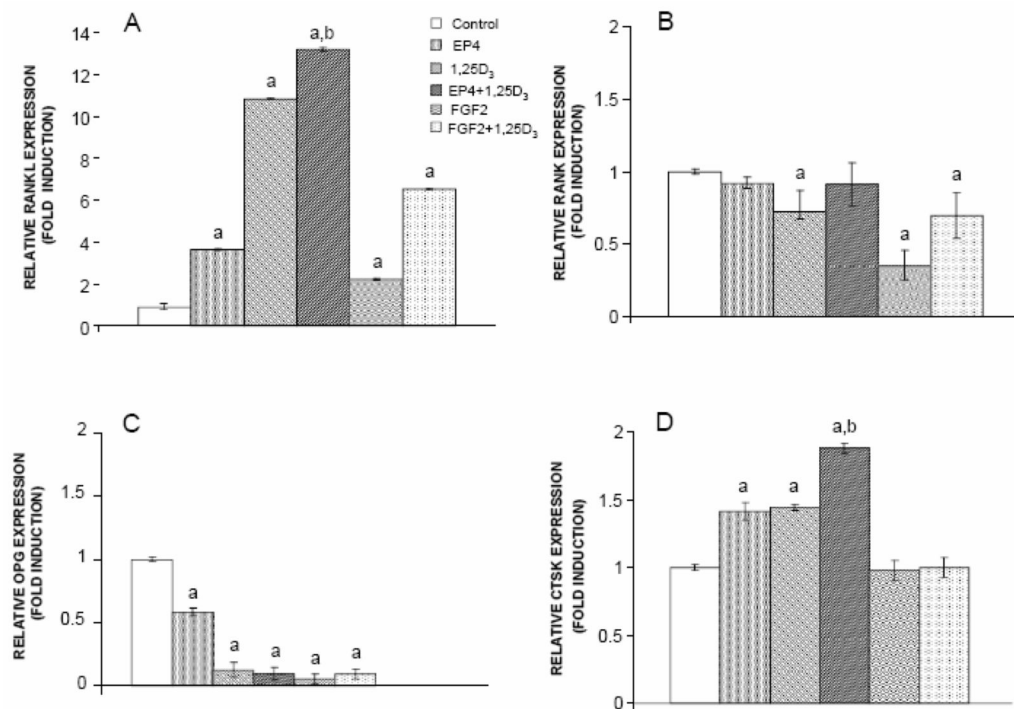 A
RELATIVE RANKL EXPRESSION
(FOLD INDUCTION)
14
12
10
8
6
4
2
0
a
a
a,b
a
a
Control
EP4
1,25D₃
EP4+1,25D₃
FGF2
FGF2+1,25D₃
B
RELATIVE RANK EXPRESSION
(FOLD INDUCTION)
2
1.5
1
0.5
0
a
a
a
C
RELATIVE OPG EXPRESSION
(FOLD INDUCTION)
2
1.5
1
0.5
0
a
a
a
a
a
D
RELATIVE CTSK EXPRESSION
(FOLD INDUCTION)
2
1.5
1
0.5
0
a
a
a,b